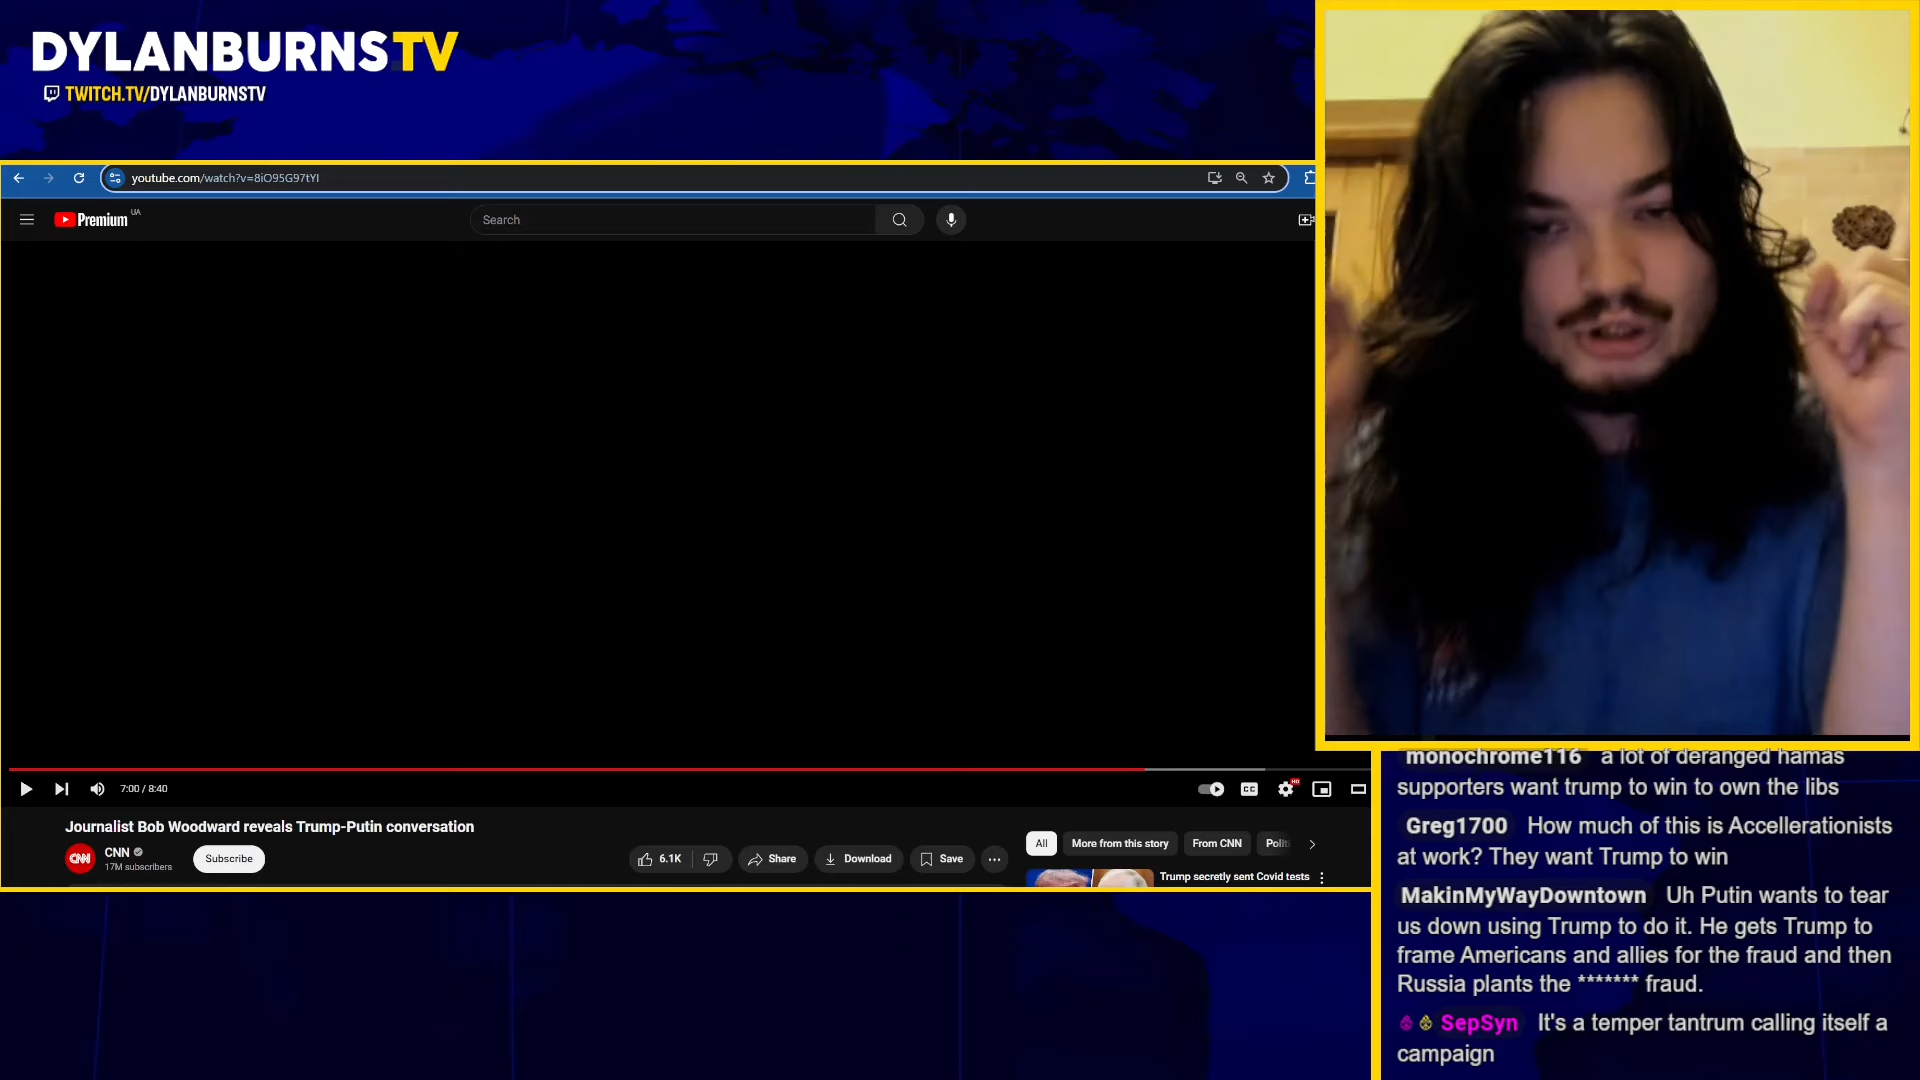 DYLANBURNSTV
TWITCH.TV/DYLANBURNSTV
youtube.com/watch?v=8iO95G97tYI
Premium UA
Search
7:00 / 8:40
CC
HD
Journalist Bob Woodward reveals Trump-Putin conversation
CNN
CNN
17M subscribers
Subscribe
6.1K
Share
Download
Save
All
More from this story
From CNN
Trump secretly sent Covid tests
monochrome116 a lot of deranged hamas
supporters want trump to win to own the libs
Greg1700 How much of this is Accellerationists
at work? They want Trump to win
MakinMyWayDowntown Uh Putin wants to tear
us down using Trump to do it. He gets Trump to
frame Americans and allies for the fraud and then
Russia plants the ******* fraud.
SepSyn It's a temper tantrum calling itself a
campaign